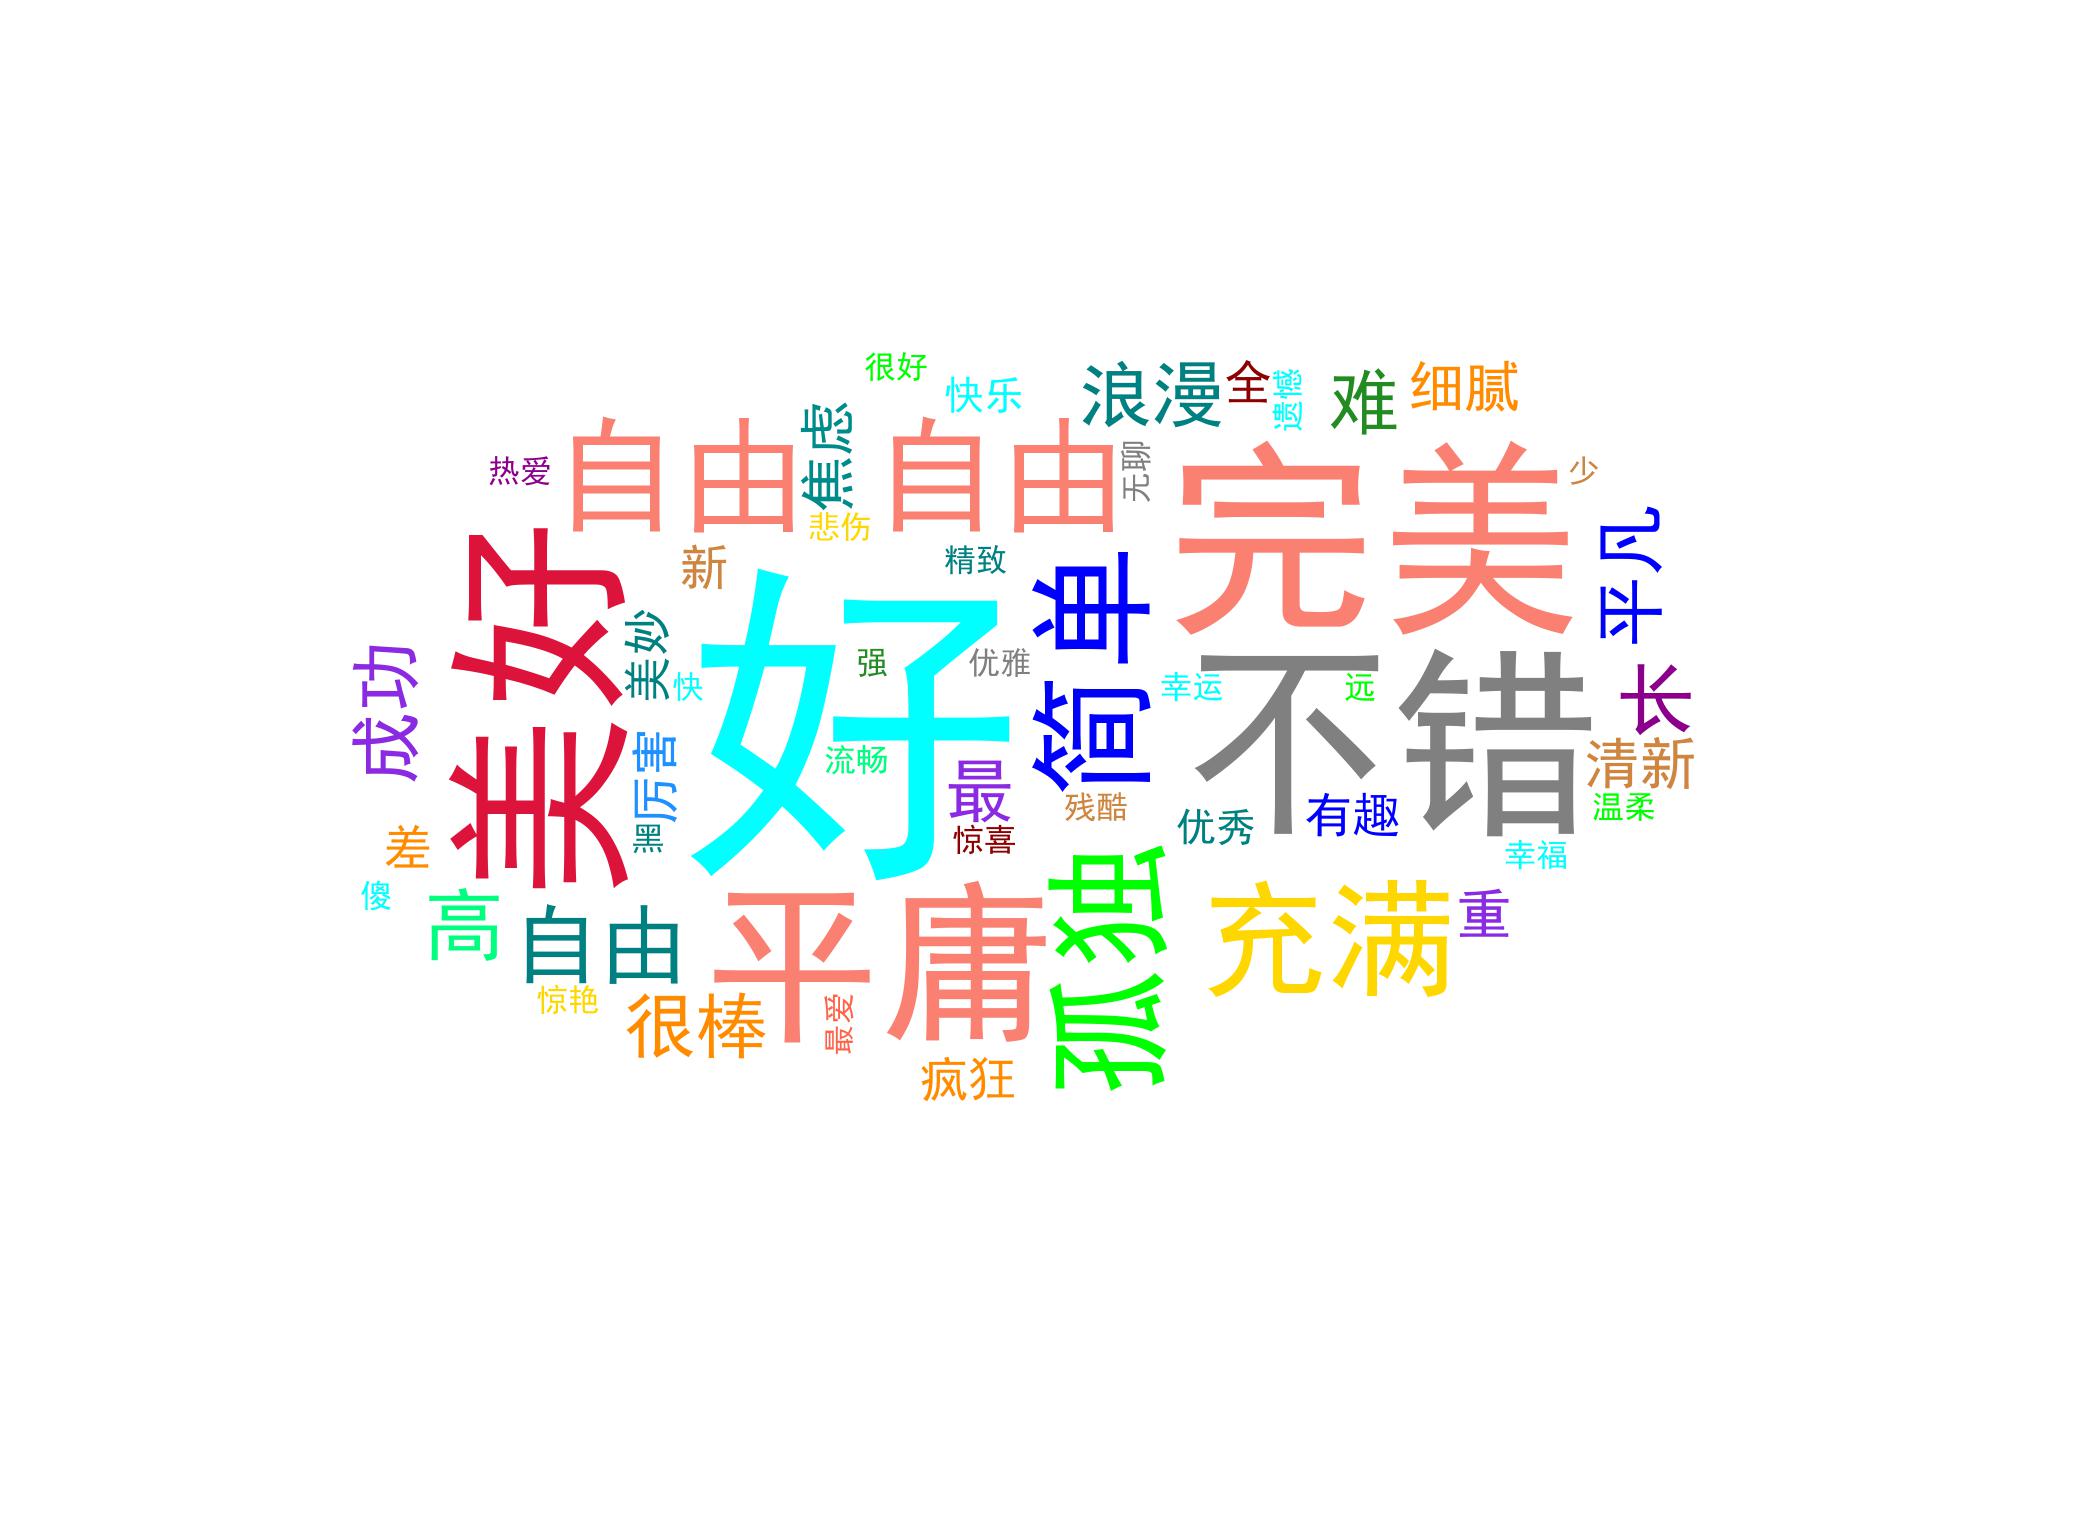 很好
快乐
浪漫
全
遗憾
难
细腻
热爱
自由
焦虑
自由
无聊
完美
少
悲伤
新
精致
平凡
美好
美妙
快
好
强
优雅
简单
幸运
远
不错
长
成功
厉害
流畅
最
清新
残酷
温柔
优秀
有趣
黑
惊喜
幸福
差
傻
高
自由
平庸
孤独
充满
重
惊艳
很棒
最爱
疯狂